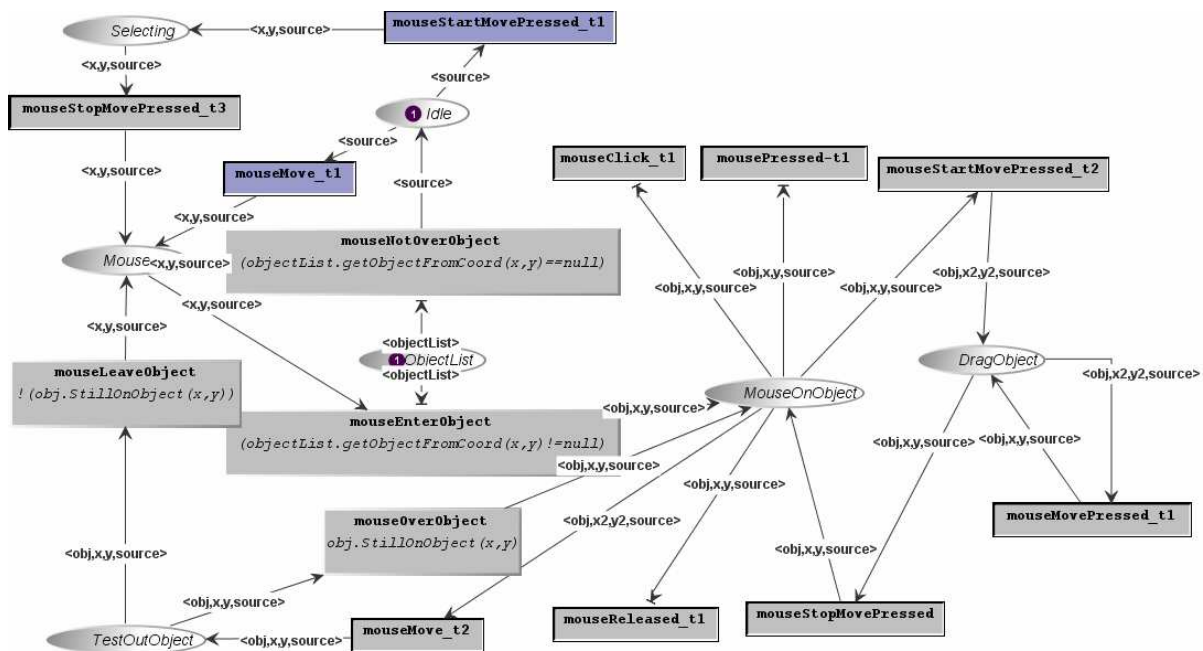 mouseStartMovePressed_t1
Selecting
<x,y,source>
<x,y,source>
<source>
mouseStopMovePressed_t3
1 Idle
<source>
mouseClick_t1
mousePressed-t1
mouseStartMovePressed_t2
<x,y,source>
mouseMove_t1
<source>
<x,y,source>
mouseNotOverObject
(objectList.getObjectFromCoord(x,y)==null)
Mouse
<x,y,source>
<x,y,source>
<obj,x,y,source>
<obj,x,y,source>
<obj,x,y,source>
<obj,x2,y2,source>
<x,y,source>
<objectList>
1 ObjectList
<objectList>
mouseLeaveObject
!(obj.StillOnObject(x,y))
DragObject
<obj,x2,y2,source>
MouseOnObject
mouseEnterObject
(objectList.getObjectFromCoord(x,y)!=null)
<obj,x,y,source>
<obj,x,y,source>
<obj,x,y,source>
<obj,x,y,source>
<obj,x,y,source>
mouseOverObject
obj.StillOnObject(x,y)
<obj,x2,y2,source>
mouseMovePressed_t1
<obj,x,y,source>
<obj,x,y,source>
<obj,x,y,source>
mouseReleased_t1
mouseStopMovePressed
TestOutObject
<obj,x,y,source>
mouseMove_t2